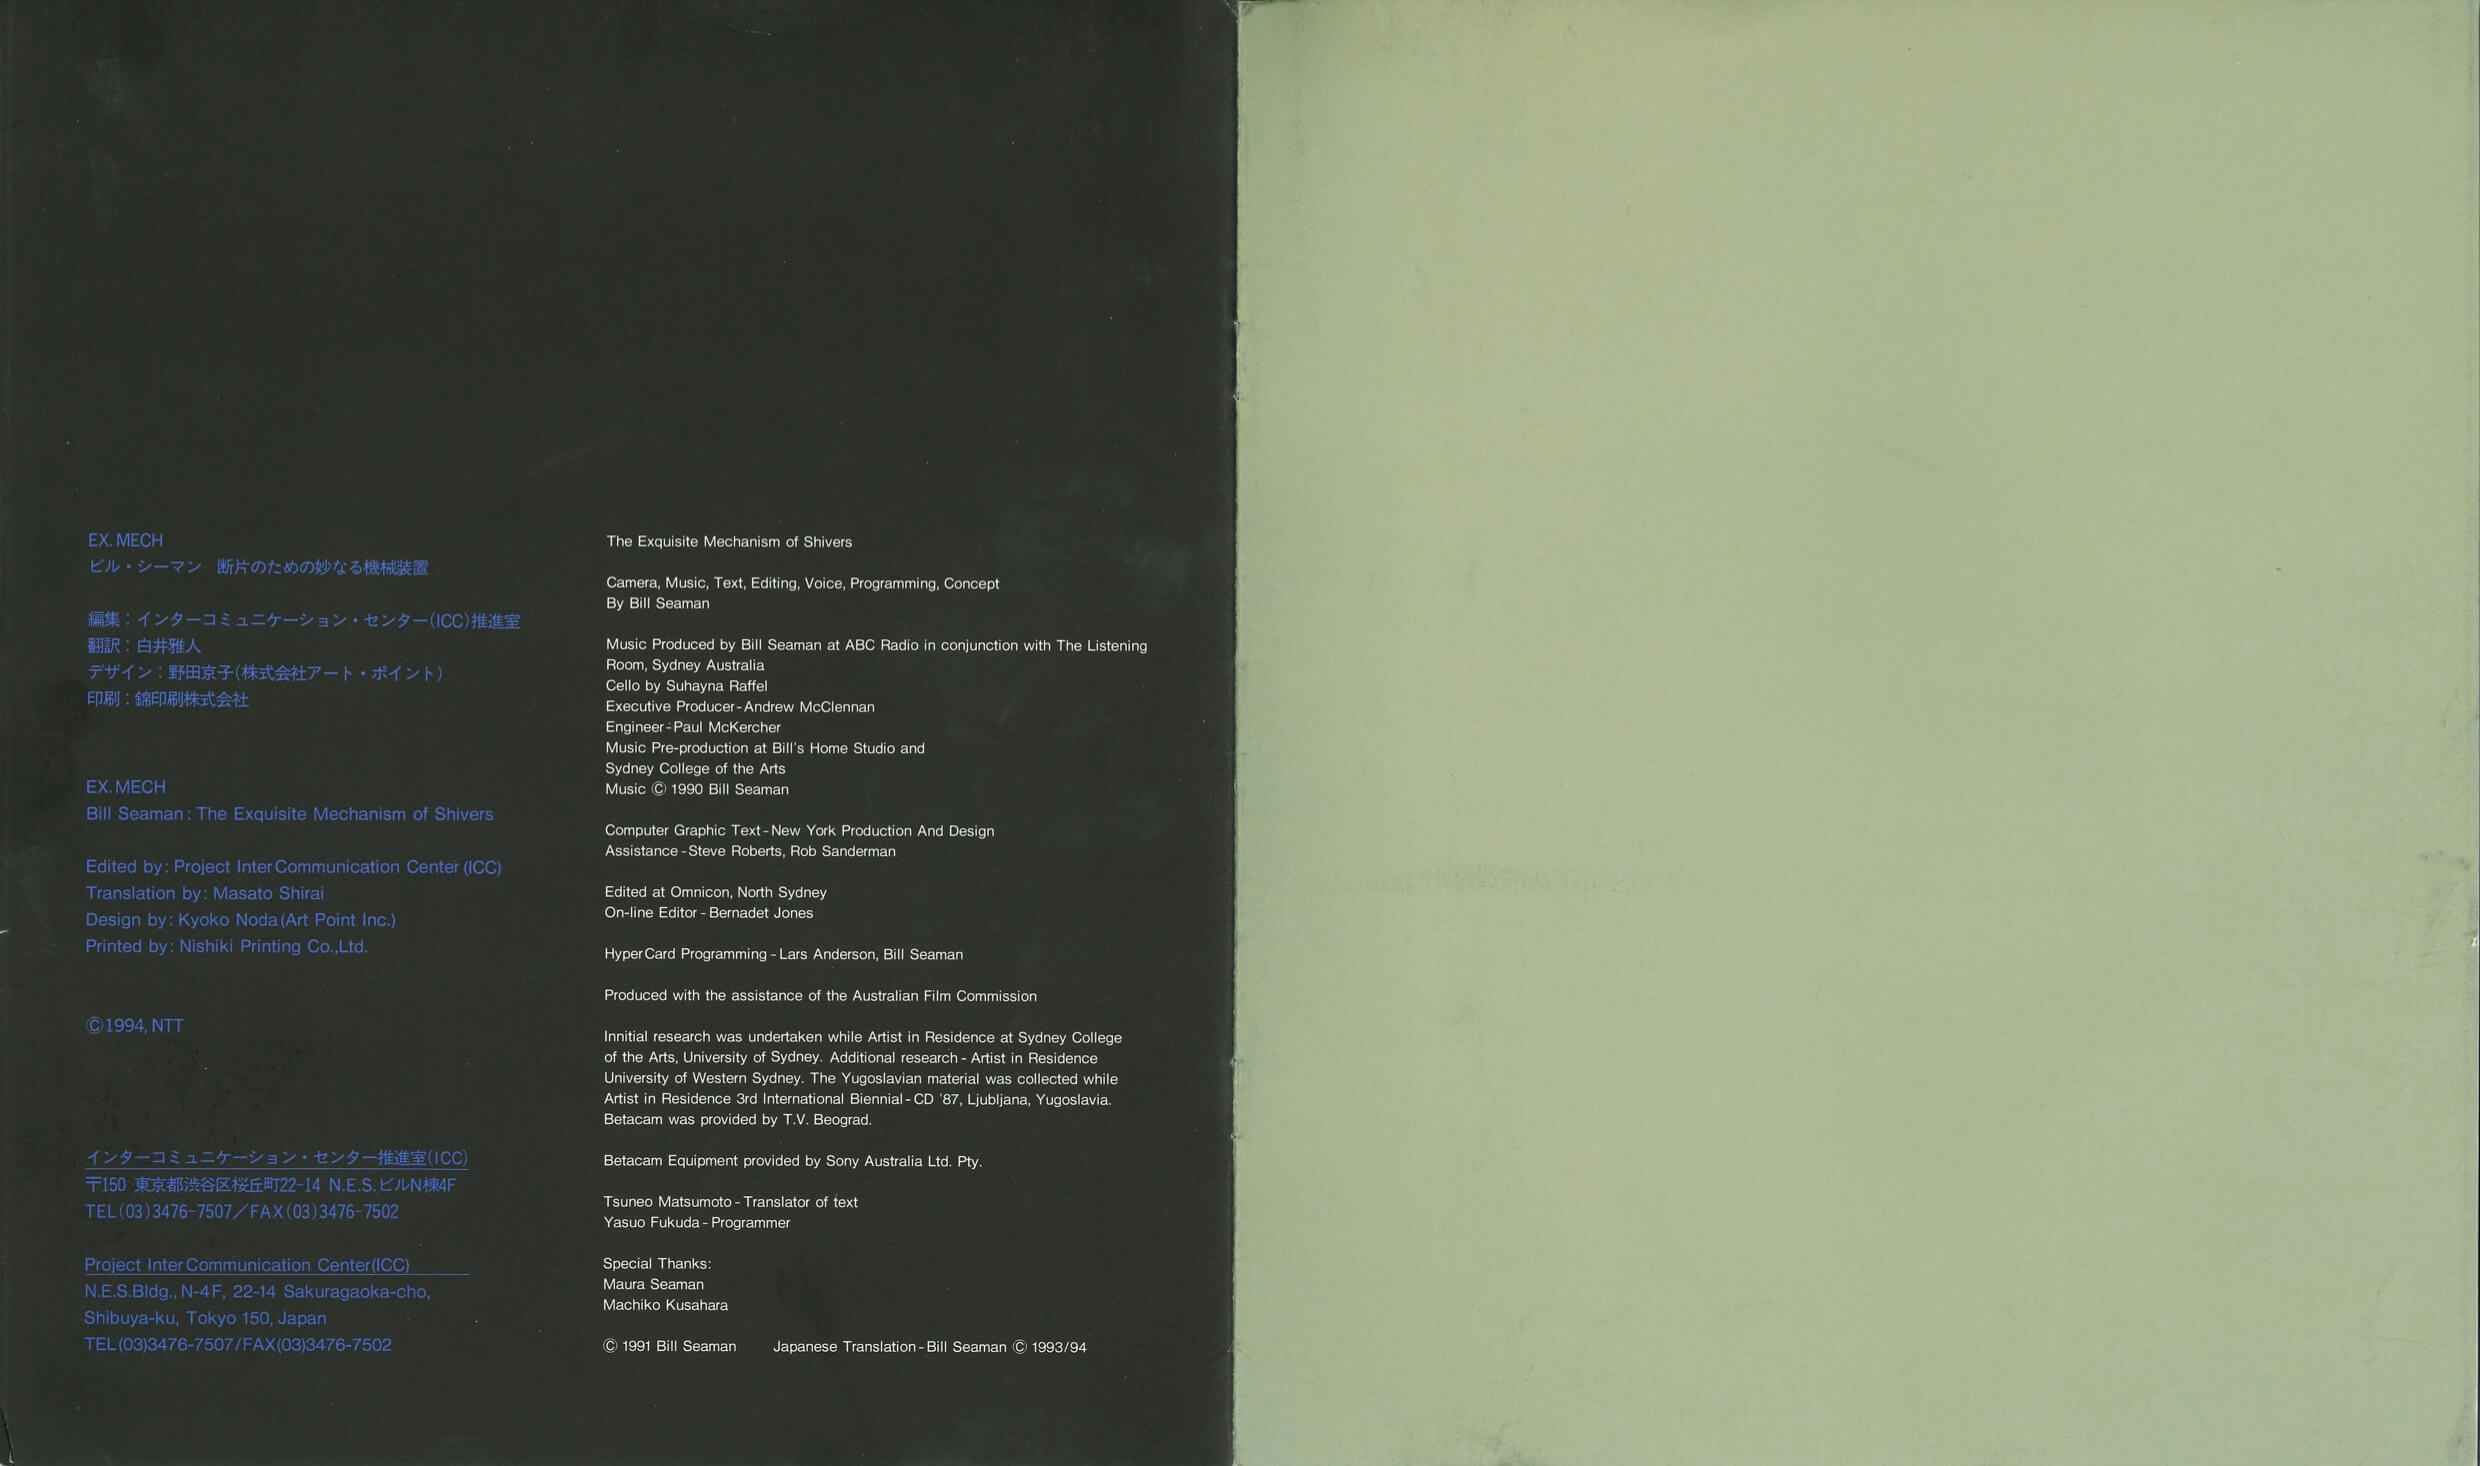 EX. MECH
ビル・シーマン　断片のための妙なる機械装置
編集：インターコミュニケーション・センター(ICC)推進室
翻訳：白井雅人
デザイン：野田京子(株式会社アート・ポイント)
印刷：錦印刷株式会社
EX. MECH
Bill Seaman: The Exquisite Mechanism of Shivers
Edited by: Project InterCommunication Center (ICC)
Translation by: Masato Shirai
Design by: Kyoko Noda (Art Point Inc.)
Printed by: Nishiki Printing Co.,Ltd.
©1994, NTT
インターコミュニケーション・センター推進室(ICC)
〒150 東京都渋谷区桜丘町22-14 N.E.S.ビルN棟4F
TEL(03)3476-7507／FAX(03)3476-7502
Project InterCommunication Center(ICC)
N.E.S.Bldg., N-4F, 22-14 Sakuragaoka-cho,
Shibuya-ku, Tokyo 150, Japan
TEL(03)3476-7507/FAX(03)3476-7502
The Exquisite Mechanism of Shivers
Camera, Music, Text, Editing, Voice, Programming, Concept
By Bill Seaman
Music Produced by Bill Seaman at ABC Radio in conjunction with The Listening
Room, Sydney Australia
Cello by Suhayna Raffel
Executive Producer-Andrew McClennan
Engineer-Paul McKercher
Music Pre-production at Bill's Home Studio and
Sydney College of the Arts
Music © 1990 Bill Seaman
Computer Graphic Text-New York Production And Design
Assistance-Steve Roberts, Rob Sanderman
Edited at Omnicon, North Sydney
On-line Editor-Bernadet Jones
HyperCard Programming-Lars Anderson, Bill Seaman
Produced with the assistance of the Australian Film Commission
Innitial research was undertaken while Artist in Residence at Sydney College
of the Arts, University of Sydney. Additional research-Artist in Residence
University of Western Sydney. The Yugoslavian material was collected while
Artist in Residence 3rd International Biennial-CD '87, Ljubljana, Yugoslavia.
Betacam was provided by T.V. Beograd.
Betacam Equipment provided by Sony Australia Ltd. Pty.
Tsuneo Matsumoto-Translator of text
Yasuo Fukuda-Programmer
Special Thanks:
Maura Seaman
Machiko Kusahara
© 1991 Bill Seaman　Japanese Translation-Bill Seaman © 1993/94